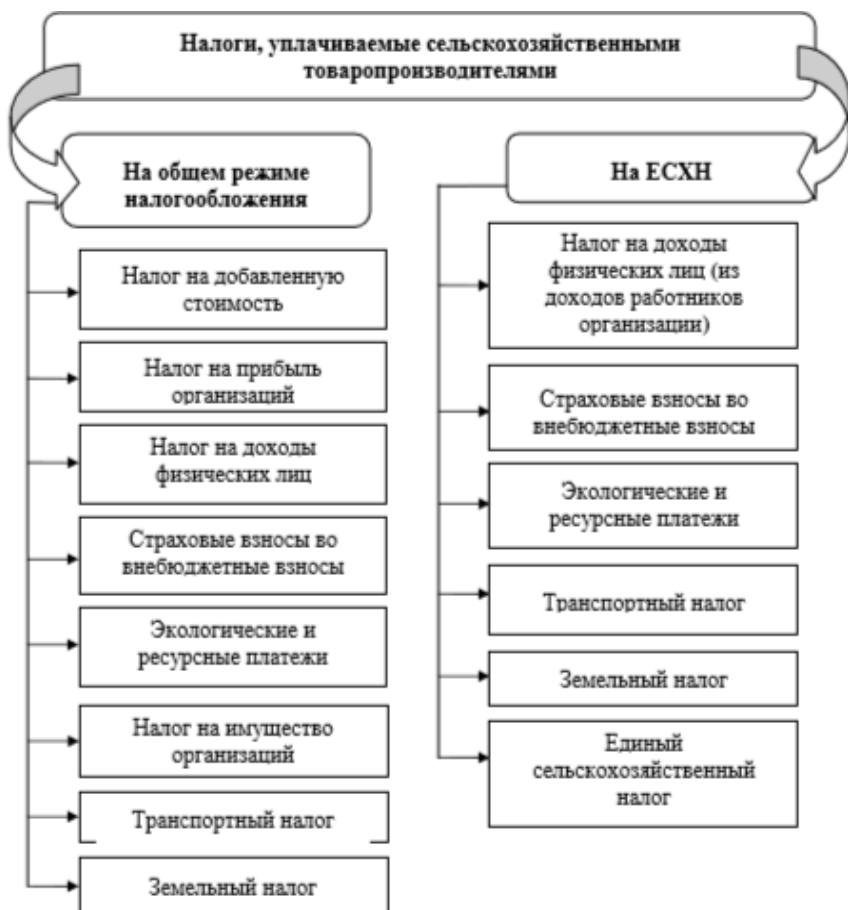 Налоги, уплачиваемые сельскохозяйственными
товаропроизводителями
На общем режиме
налогообложения
Налог на добавленную
стоимость
Налог на прибыль
организаций
Налог на доходы
физических лиц
Страховые взносы во
внебюджетные взносы
Экологические и
ресурсные платежи
Налог на имущество
организаций
Транспортный налог
Земельный налог
На ЕСХН
Налог на доходы
физических лиц (из
доходов работников
организации)
Страховые взносы во
внебюджетные взносы
Экологические и
ресурсные платежи
Транспортный налог
Земельный налог
Единый
сельскохозяйственный
налог